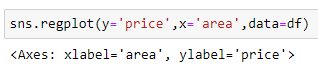 sns.regplot(y='price',x='area',data=df)
<Axes: xlabel='area', ylabel='price'>